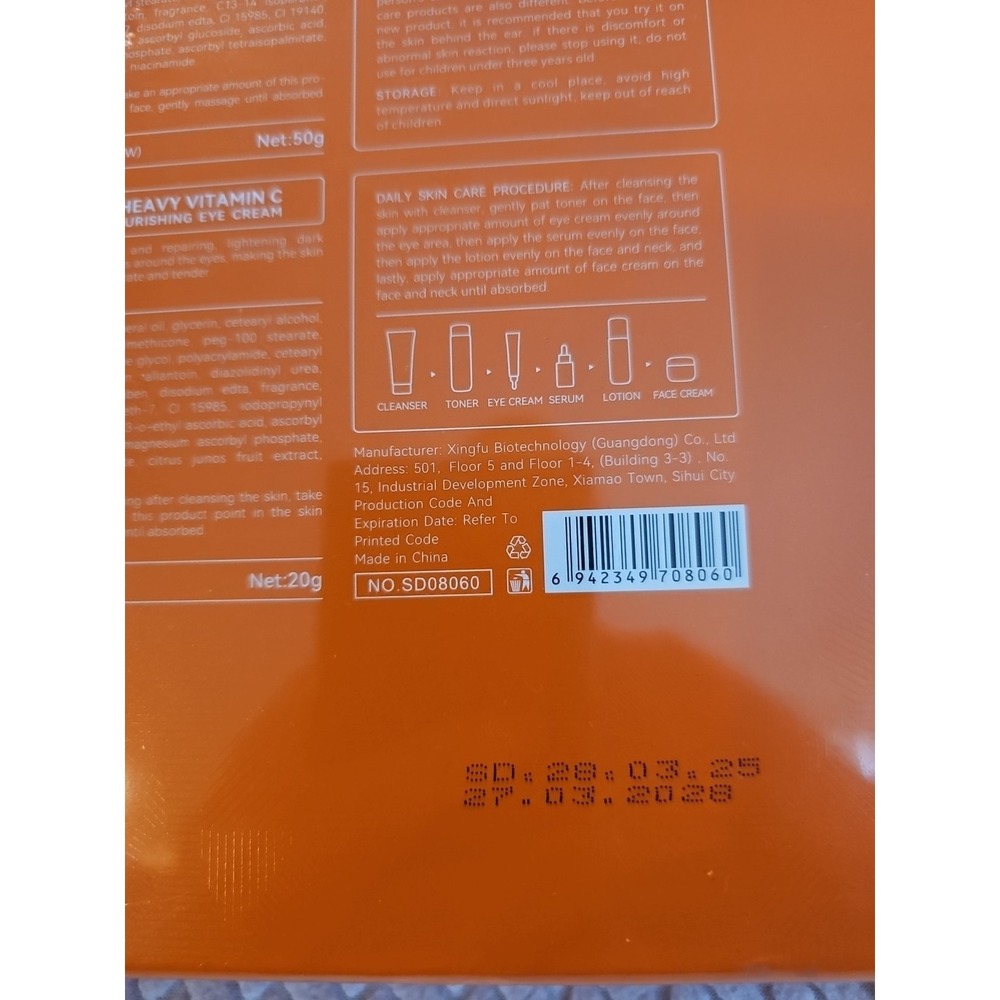 fragrance, C13-14
disodium edta, CI 15985, CI 19140
ascorbyl glucoside, ascorbic acid,
ascorbyl tetraisopalmitate,
niacinamide
an appropriate amount of this pro-
face, gently massage until absorbed
Net:50g
HEAVY VITAMIN C
EYE CREAM
and repairing, lightening dark
around the eyes, making the skin
and tender
oil glycerin, cetearyl alcohol,
peg-100 stearate,
glycol polyacrylamide, cetearyl
allantoin diazolidinyl urea,
disodium edta, fragrance,
CI 15985, iodopropynyl
3-o-ethyl ascorbic acid, ascorbyl
magnesium ascorbyl phosphate,
citrus junos fruit extract,
after cleansing the skin, take
this product point in the skin
absorbed
Net:20g
care products are also different.
new product, it is recommended that you try it on
the skin behind the ear, if there is discomfort or
abnormal skin reaction, please stop using it, do not
use for children under three years old
STORAGE: Keep in a cool place, avoid high
temperature and direct sunlight, keep out of reach
of children
DAILY SKIN CARE PROCEDURE: After cleansing the
skin with cleanser, gently pat toner on the face, then
apply appropriate amount of eye cream evenly around
the eye area, then apply the serum evenly on the face,
then apply the lotion evenly on the face and neck, and
lastly, apply appropriate amount of face cream on the
face and neck until absorbed.
CLEANSER TONER EYE CREAM SERUM LOTION FACE CREAM
Manufacturer: Xingfu Biotechnology (Guangdong) Co., Ltd
Address: 501, Floor 5 and Floor 1-4, (Building 3-3) , No.
15, Industrial Development Zone, Xiamao Town, Sihui City
Production Code And
Expiration Date: Refer To
Printed Code
Made in China
NO.SD08060
6 942349 708060
SD.28.03.25
27.03.2028